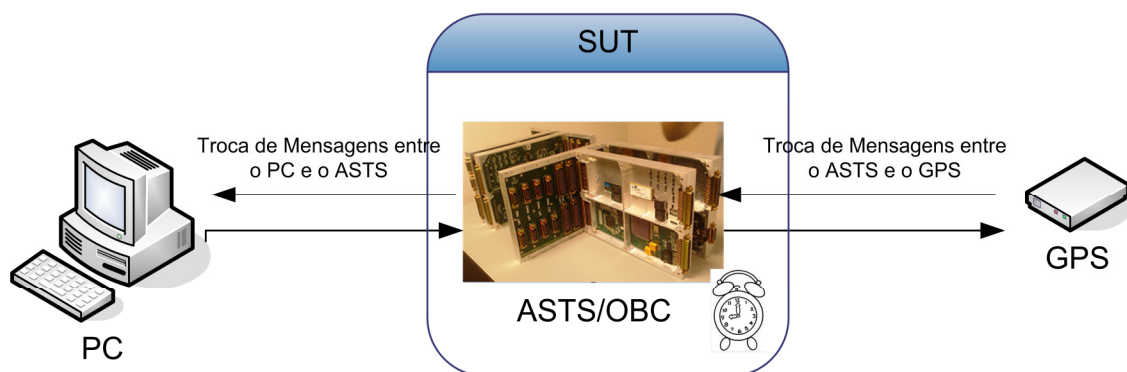 SUT
Troca de Mensagens entre
o PC e o ASTS
Troca de Mensagens entre
o ASTS e o GPS
ASTS/OBC
PC
GPS